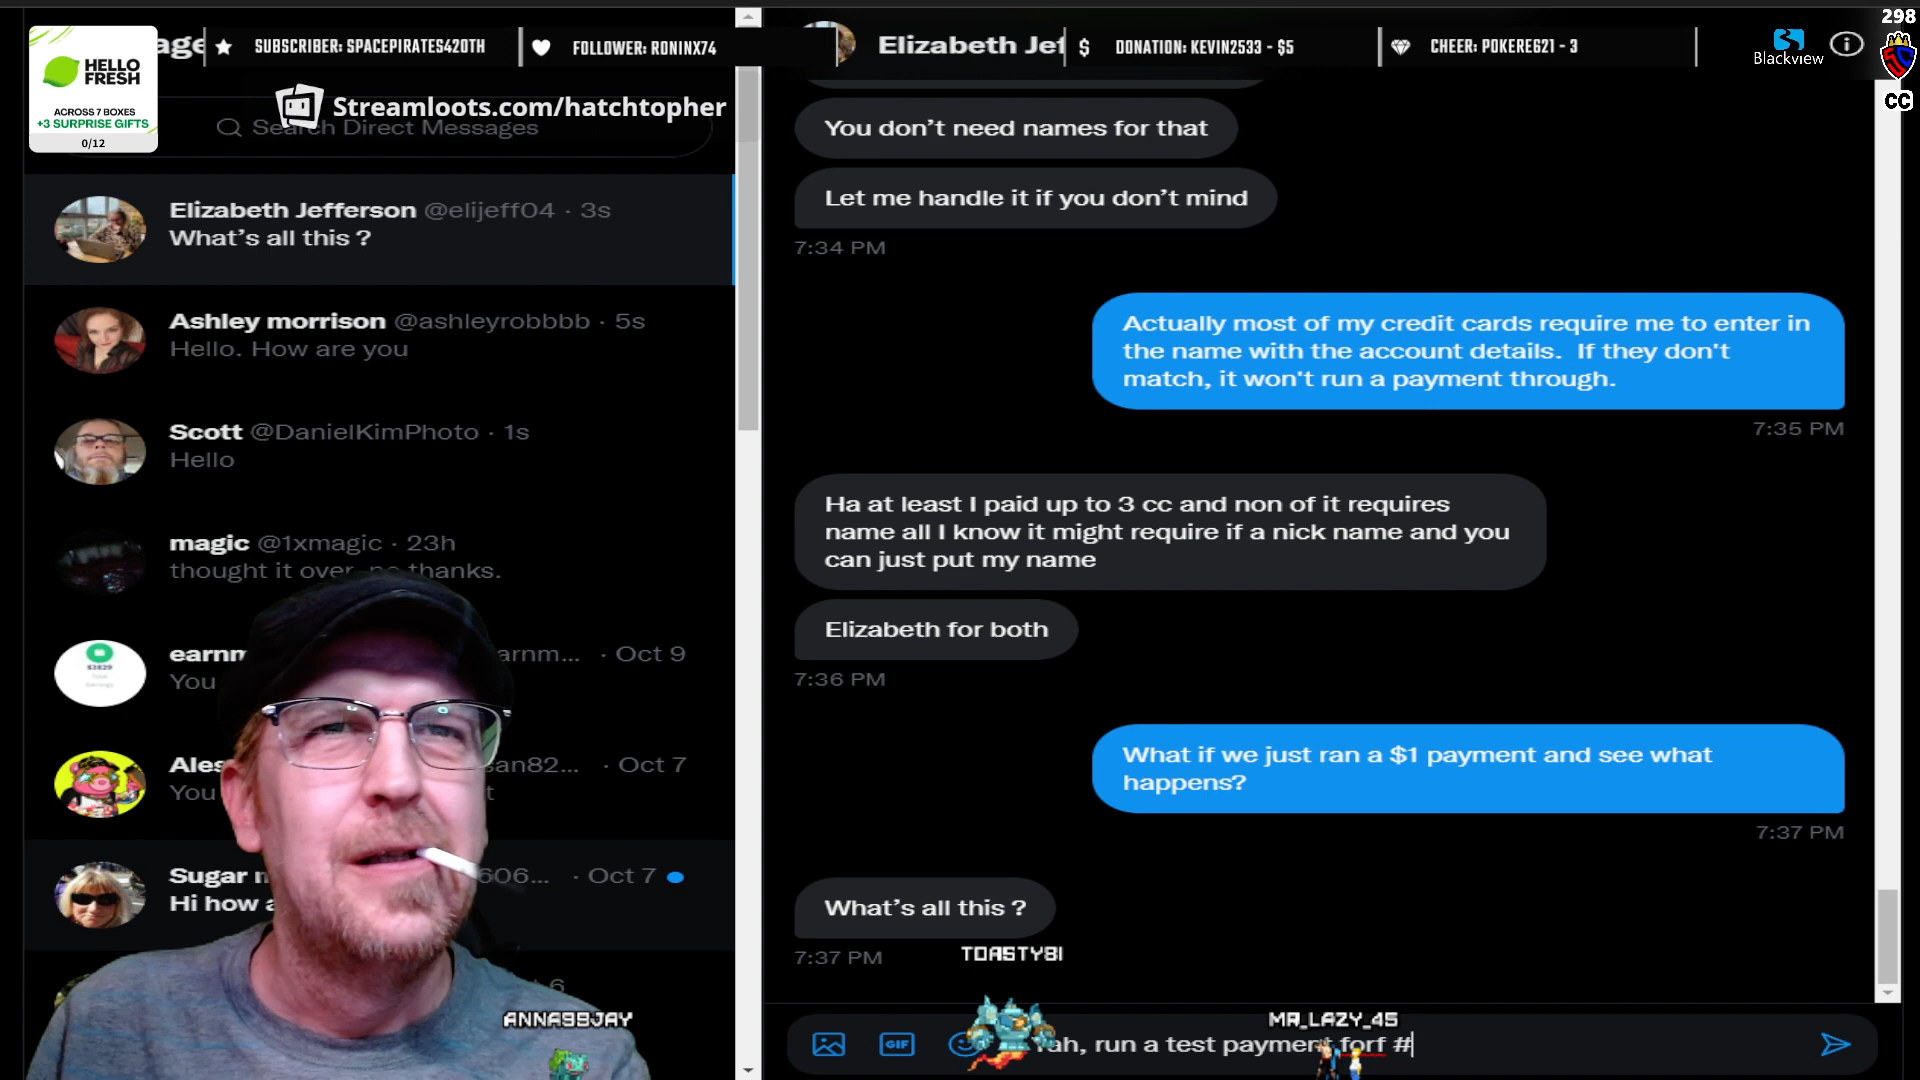 298
HELLO
FRESH
ACROSS 7 BOXES
+3 SURPRISE GIFTS
0/12
SUBSCRIBER: SPACEPIRATES420TH
FOLLOWER: RONINX74
Elizabeth Jef
$ DONATION: KEVIN2533 - $5
CHEER: POKERE621 - 3
Blackview
CC
Streamloots.com/hatchtopher
Search Direct Messages
Elizabeth Jefferson @elijeff04 · 3s
What's all this ?
Ashley morrison @ashleyrobbbb · 5s
Hello. How are you
Scott @DanielKimPhoto · 1s
Hello
magic @1xmagic · 23h
thought it over, no thanks.
· Oct 9
You
· Oct 7
You
Sugar
606... · Oct 7
Hi how
You don't need names for that
Let me handle it if you don't mind
7:34 PM
Actually most of my credit cards require me to enter in
the name with the account details. If they don't
match, it won't run a payment through.
7:35 PM
Ha at least I paid up to 3 cc and non of it requires
name all I know it might require if a nick name and you
can just put my name
Elizabeth for both
7:36 PM
What if we just ran a $1 payment and see what
happens?
7:37 PM
What's all this ?
7:37 PM
TOASTY81
ANNA99JAY
MR_LAZY_45
GIF
run a test payment forf #